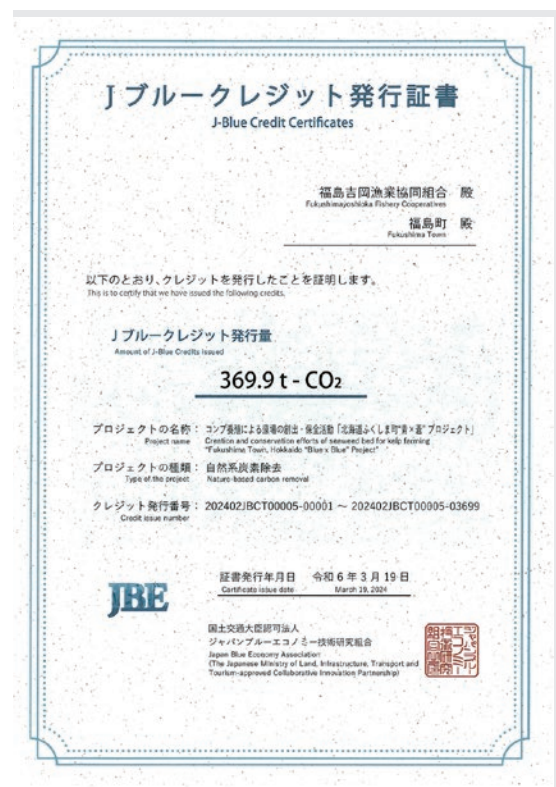 Jブルークレジット発行証書
J-Blue Credit Certificates
福島吉岡漁業協同組合 殿
Fukushimayoshioka Fishery Cooperatives
福島町 殿
Fukushima Town
以下のとおり、クレジットを発行したことを証明します。
This is to certify that we have issued the following credits.
Jブルークレジット発行量
Amount of J-Blue Credits Issued
369.9 t - CO₂
プロジェクトの名称： コンブ養殖による藻場の創出・保全活動「北海道ふくしま町"青×蒼"プロジェクト」
Project name Creation and conservation efforts of seaweed bed for kelp farming
"Fukushima Town, Hokkaido "Blue x Blue" Project"
プロジェクトの種類： 自然系炭素除去
Type of the project Nature-based carbon removal
クレジット発行番号： 202402JBCT00005-00001 ～ 202402JBCT00005-03699
Credit issue number
証書発行年月日 令和6年3月19日
Certificate issue date March 19, 2024
JBE
国土交通大臣認可法人
ジャパンブルーエコノミー技術研究組合
Japan Blue Economy Association
(The Japanese Ministry of Land, Infrastructure, Transport and
Tourism-approved Collaborative Innovation Partnership)